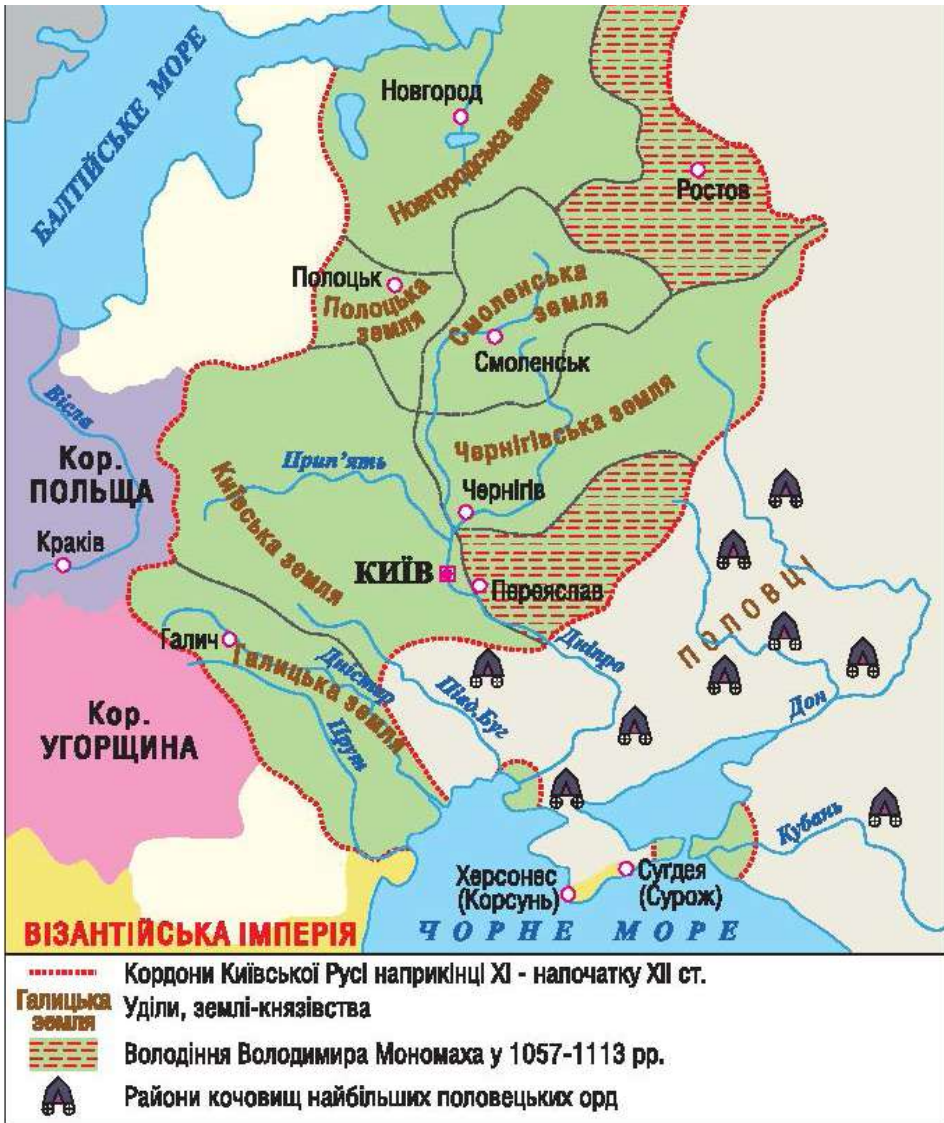 БАЛТІЙСЬКЕ МОРЕ
Новгород
Новгородська земля
Ростов
Полоцьк
Полоцька
земля
Смоленська
земля
Смоленськ
Вісла
Чернігівська земля
Кор.
ПОЛЬЩА
Прип'ять
Київська земля
Чернігів
Краків
КИЇВ
Переяслав
ПОЛОВЦІ
Галич
Галицька земля
Дністер
Дніпро
Півд.Буг
Прут
Дон
Кор.
УГОРЩИНА
Кубань
Херсонес
(Корсунь)
Сугдея
(Сурож)
ВІЗАНТІЙСЬКА ІМПЕРІЯ
ЧОРНЕ МОРЕ
Кордони Київської Русі наприкінці XI - напочатку XII ст.
Галицька
земля
Уділи, землі-князівства
Володіння Володимира Мономаха у 1057-1113 рр.
Райони кочовищ найбільших половецьких орд